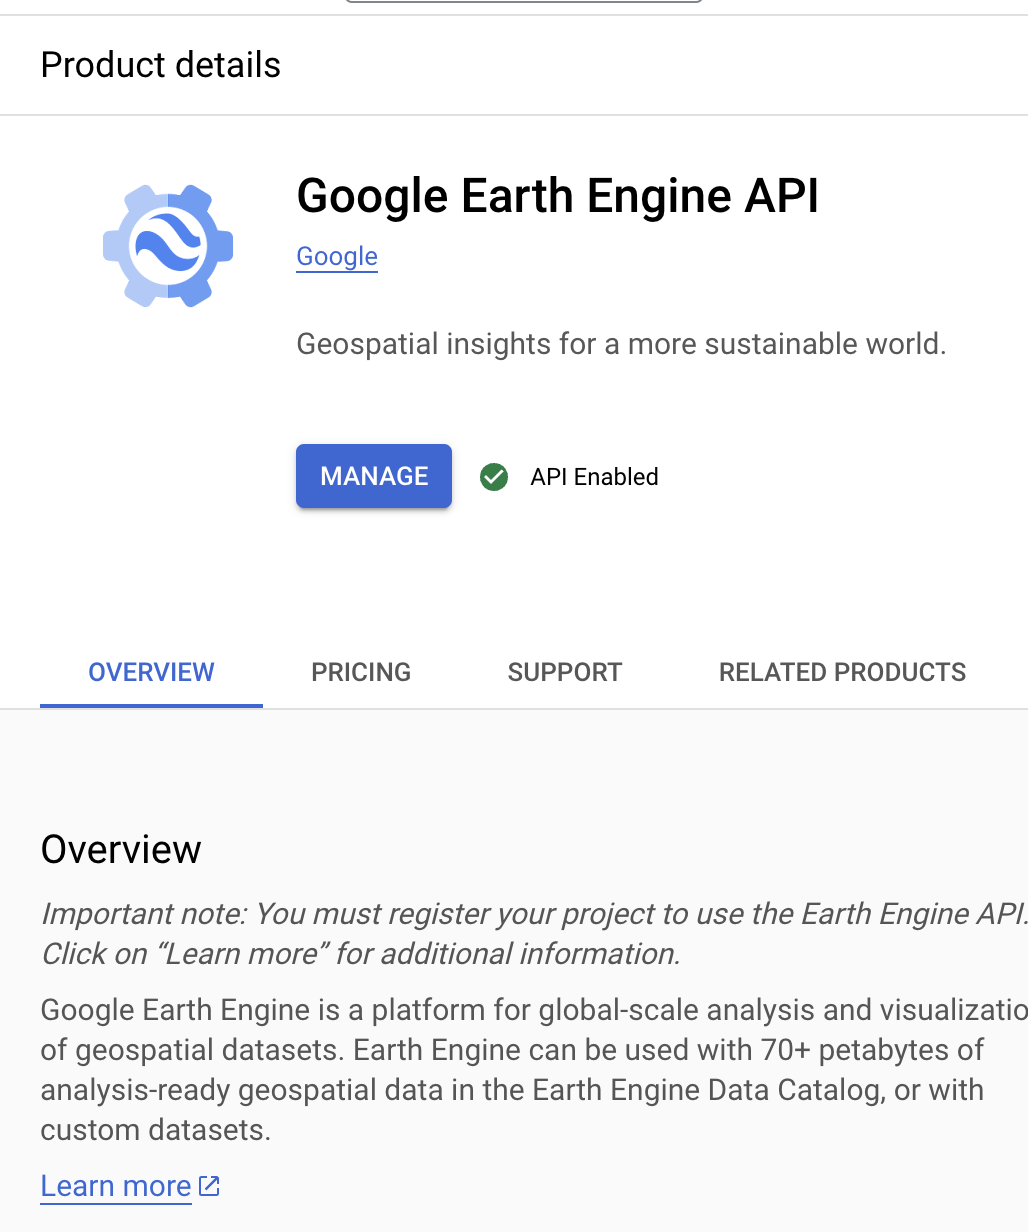 Product details
Google Earth Engine API
Google
Geospatial insights for a more sustainable world.
MANAGE
API Enabled
OVERVIEW
PRICING
SUPPORT
RELATED PRODUCTS
Overview
Important note: You must register your project to use the Earth Engine API.
Click on “Learn more” for additional information.
Google Earth Engine is a platform for global-scale analysis and visualizatio
of geospatial datasets. Earth Engine can be used with 70+ petabytes of
analysis-ready geospatial data in the Earth Engine Data Catalog, or with
custom datasets.
Learn more